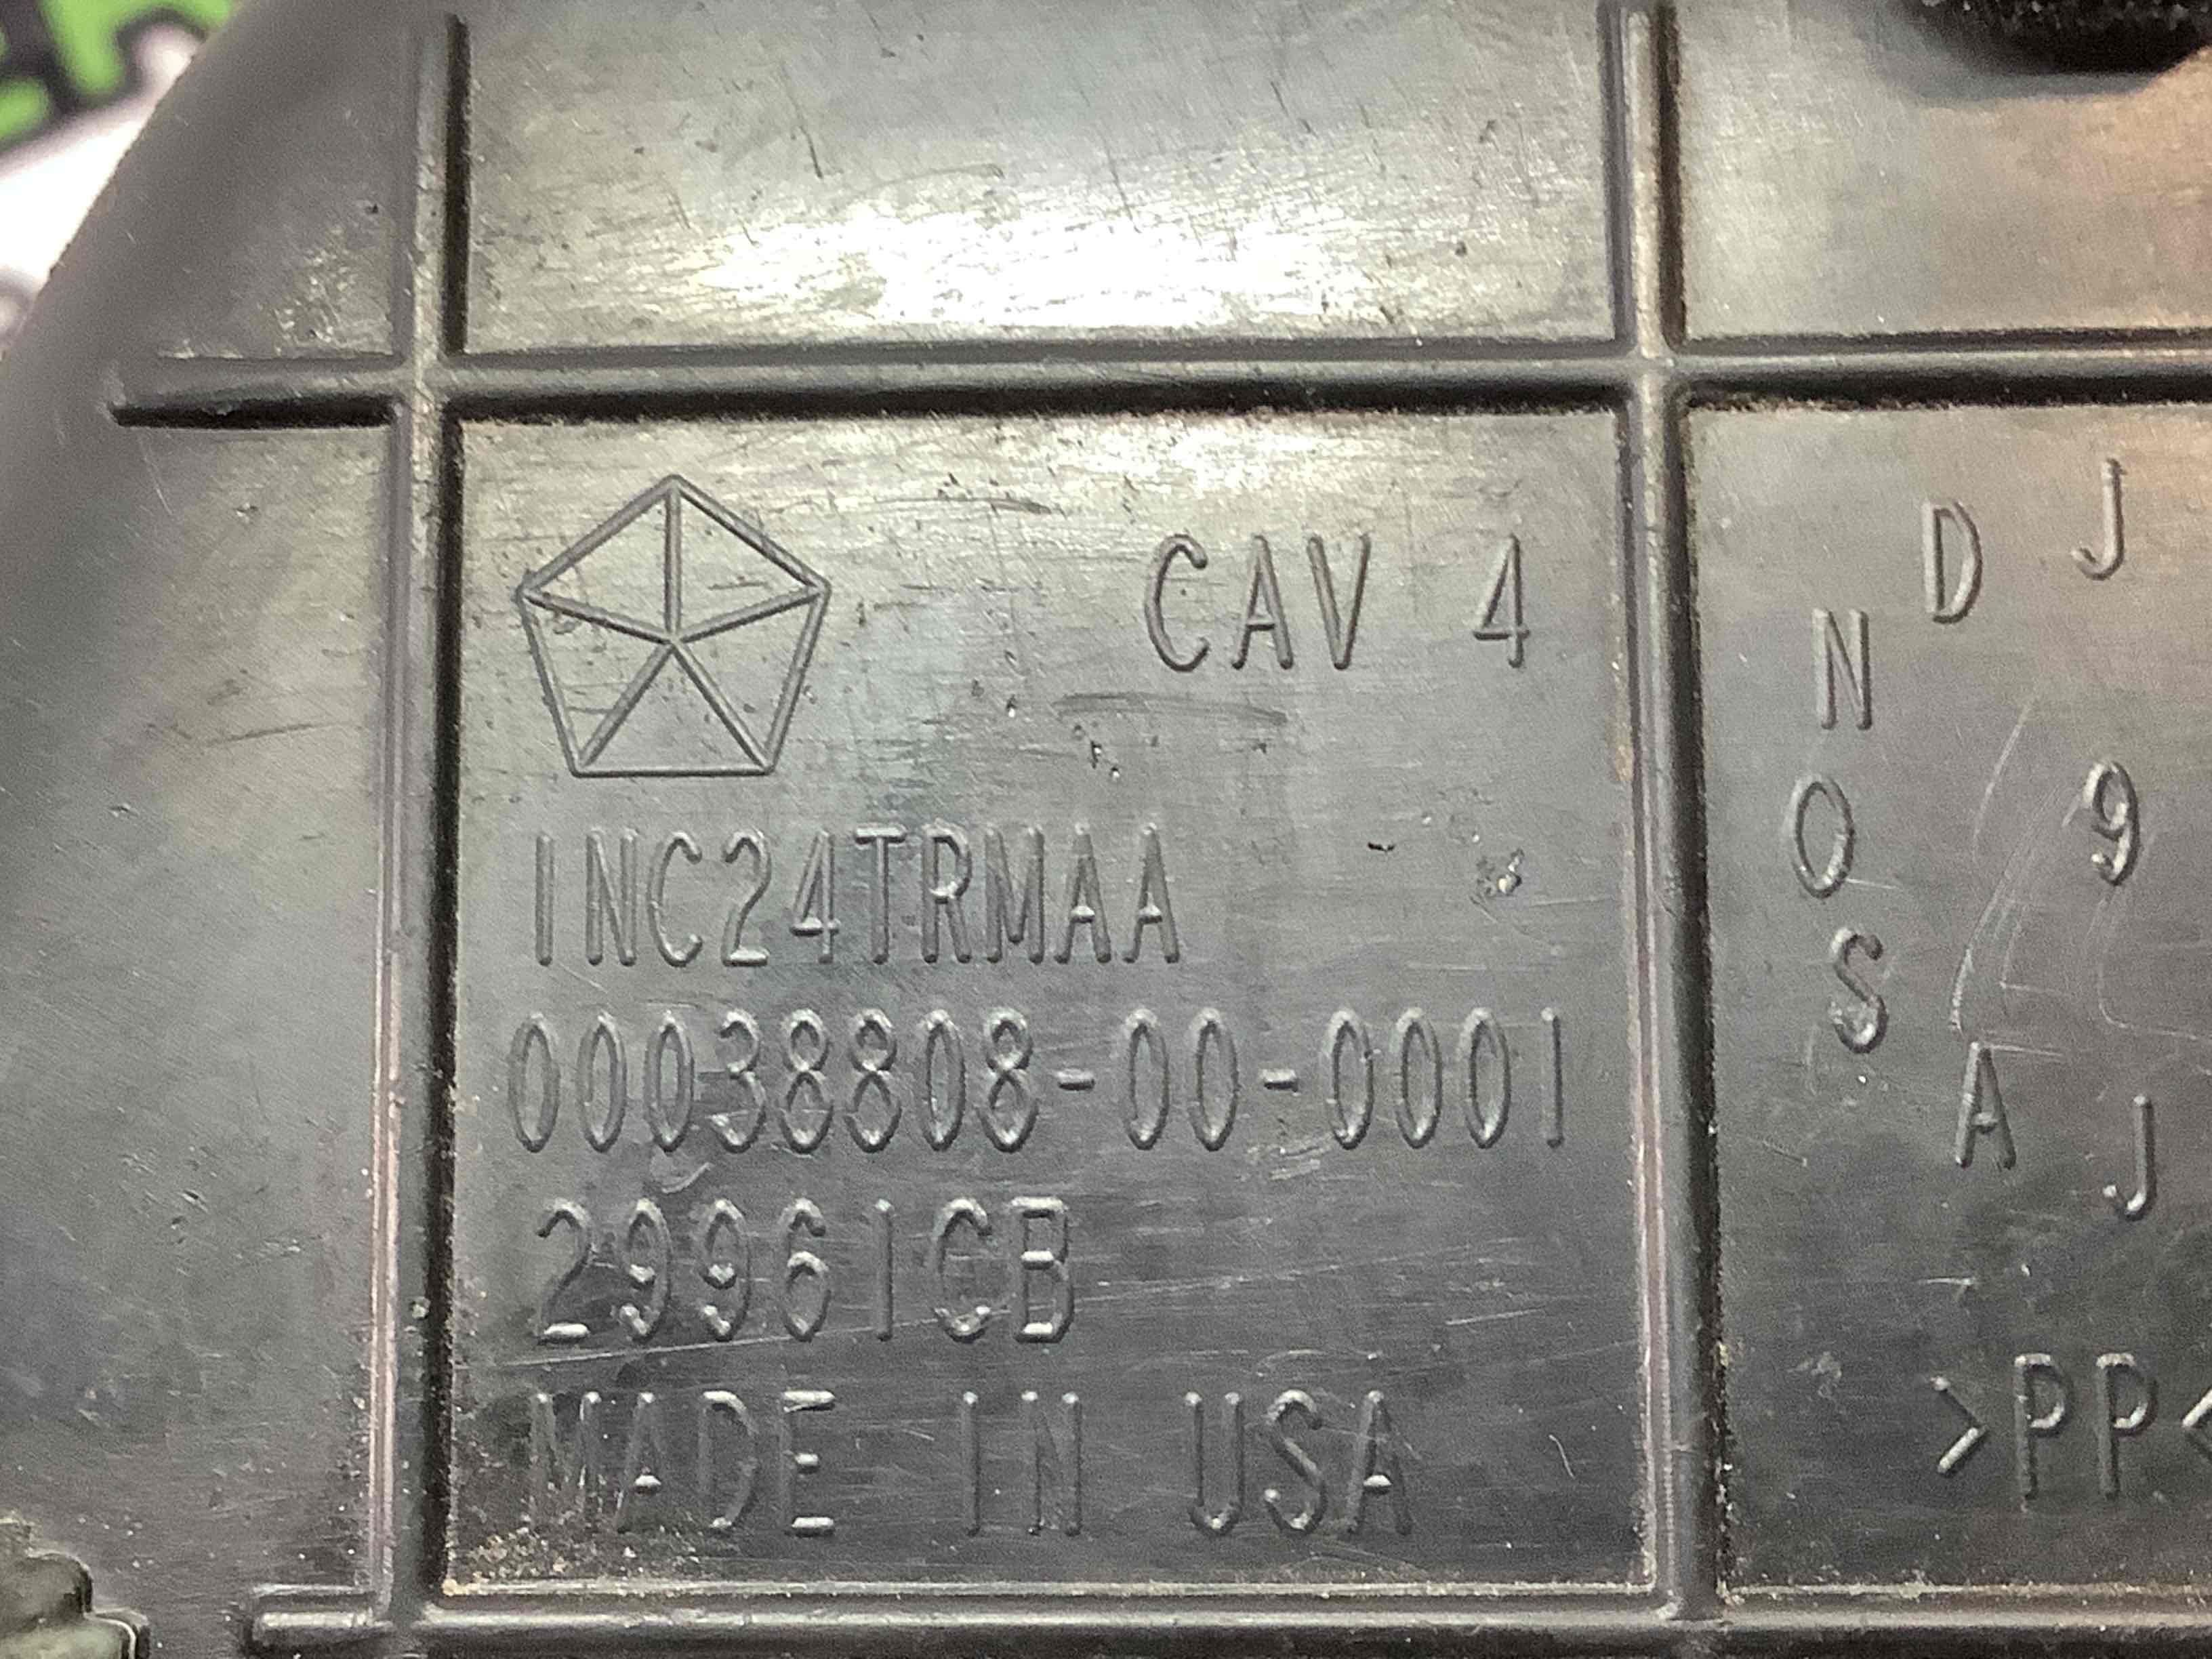 CAV 4
1NC24TRMAA
00038808-00-0001
29961CB
MADE IN USA
J
D
N
O
9
S
A
J
>PP<